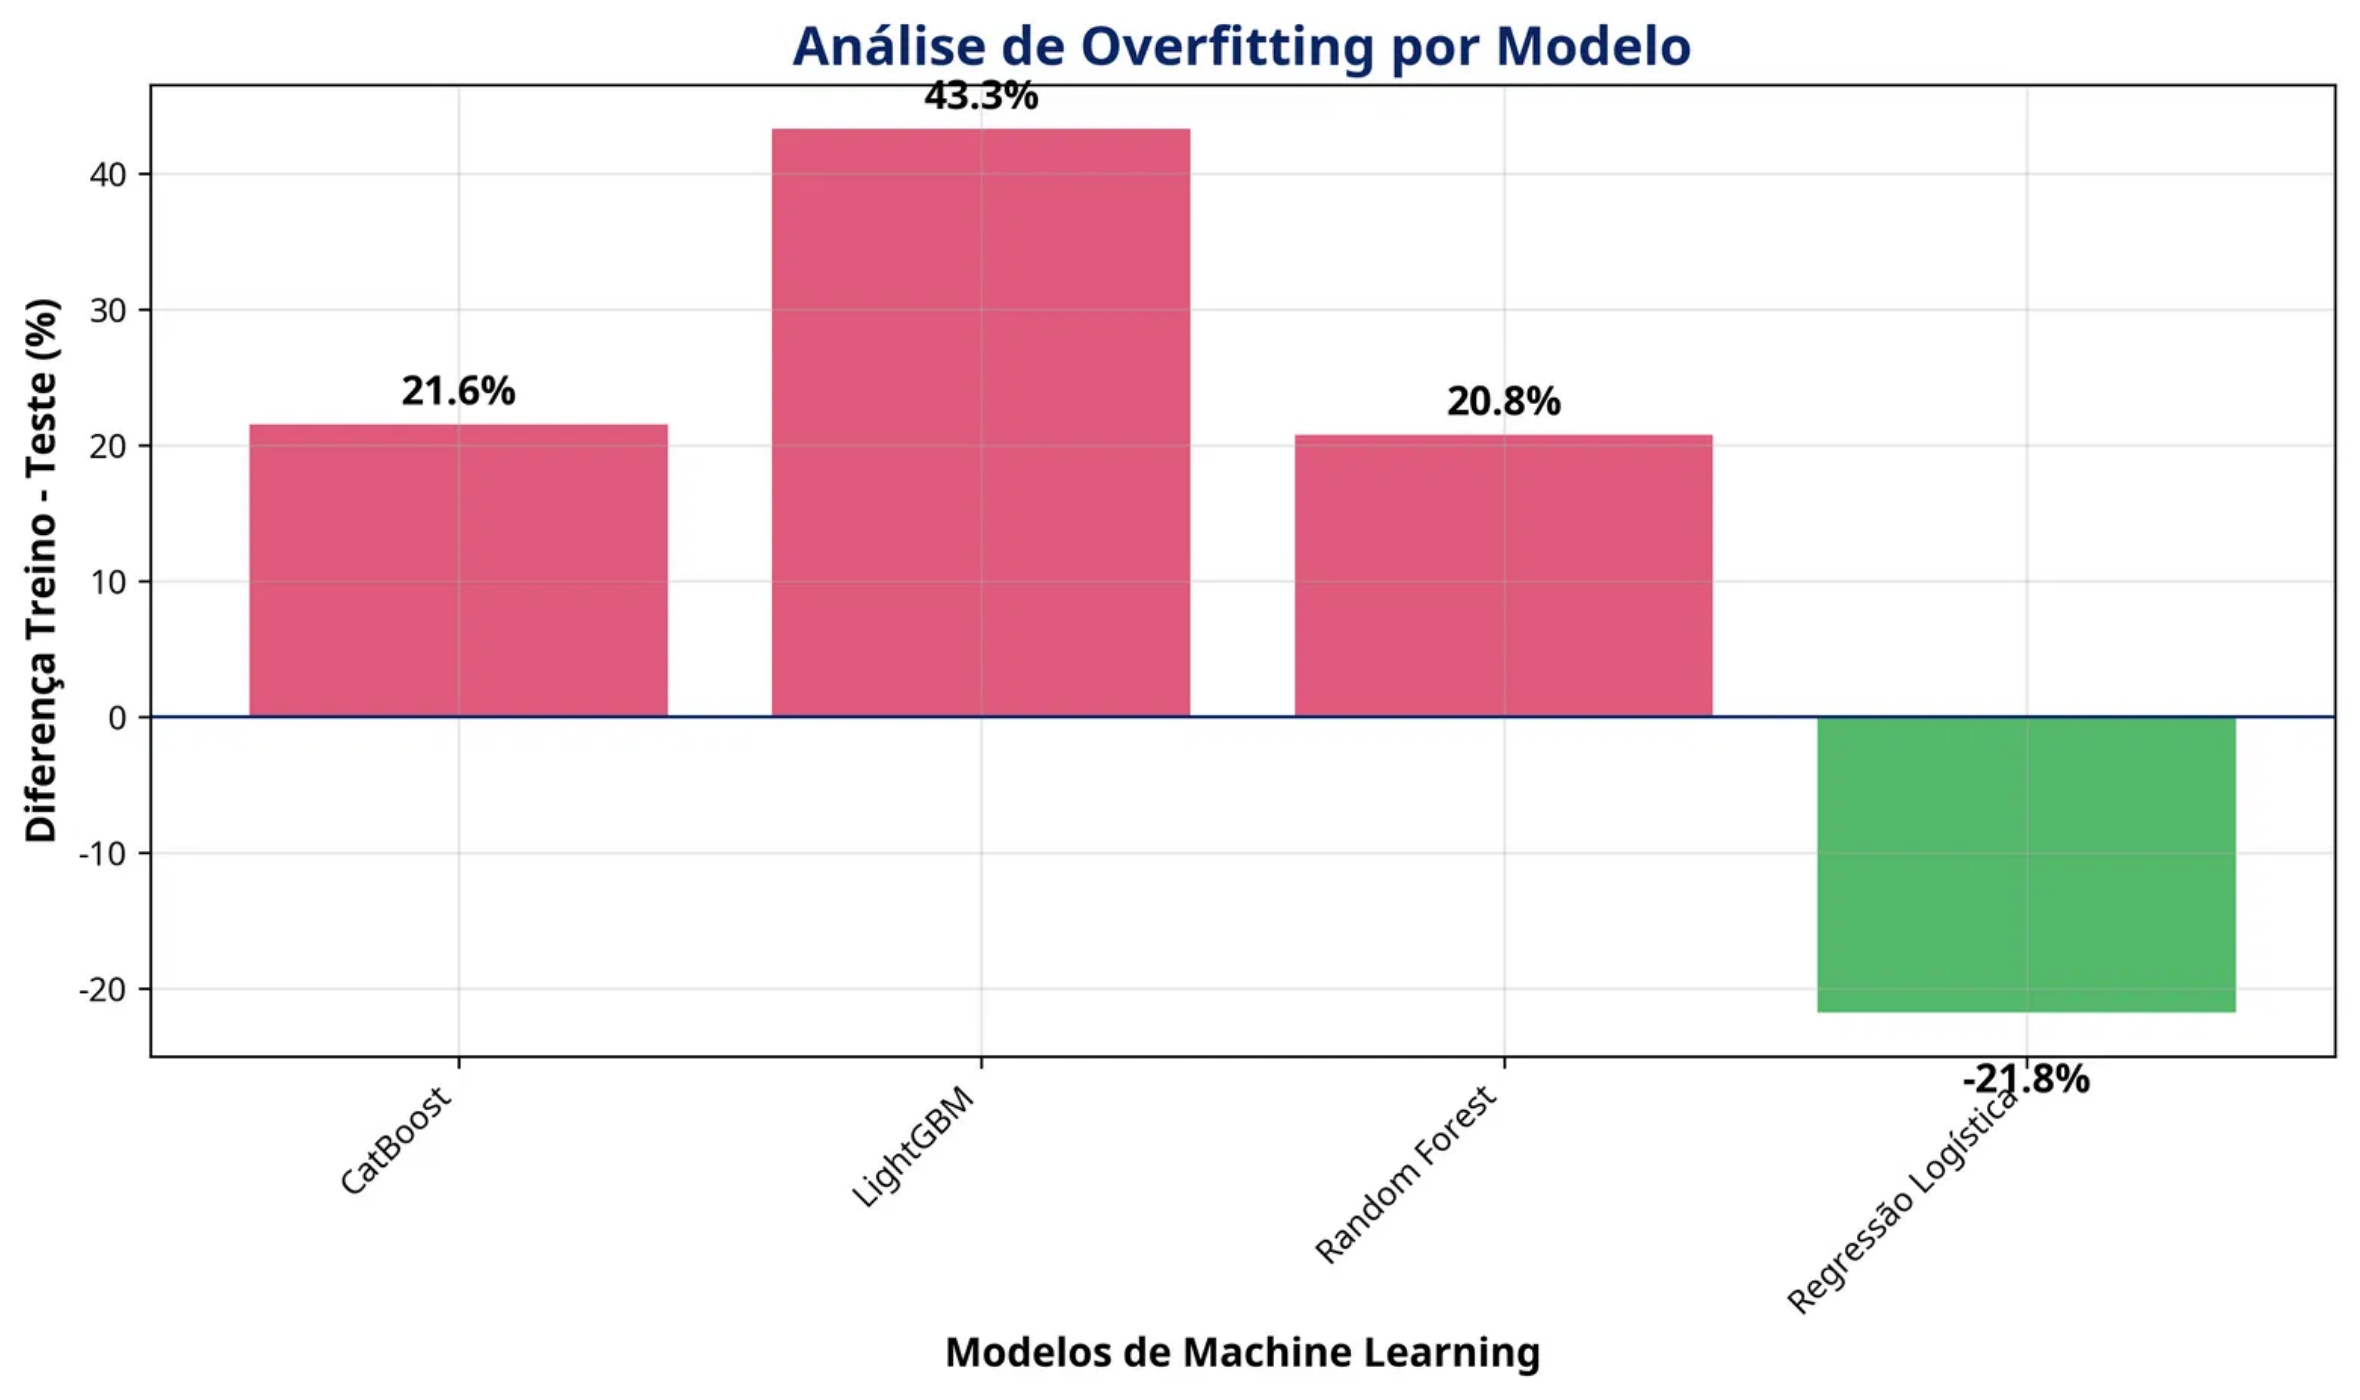 Análise de Overfitting por Modelo
43.3%
21.6%
20.8%
-21.8%
Diferença Treino - Teste (%)
40
30
20
10
0
-10
-20
CatBoost
LightGBM
Random Forest
Regressão Logística
Modelos de Machine Learning